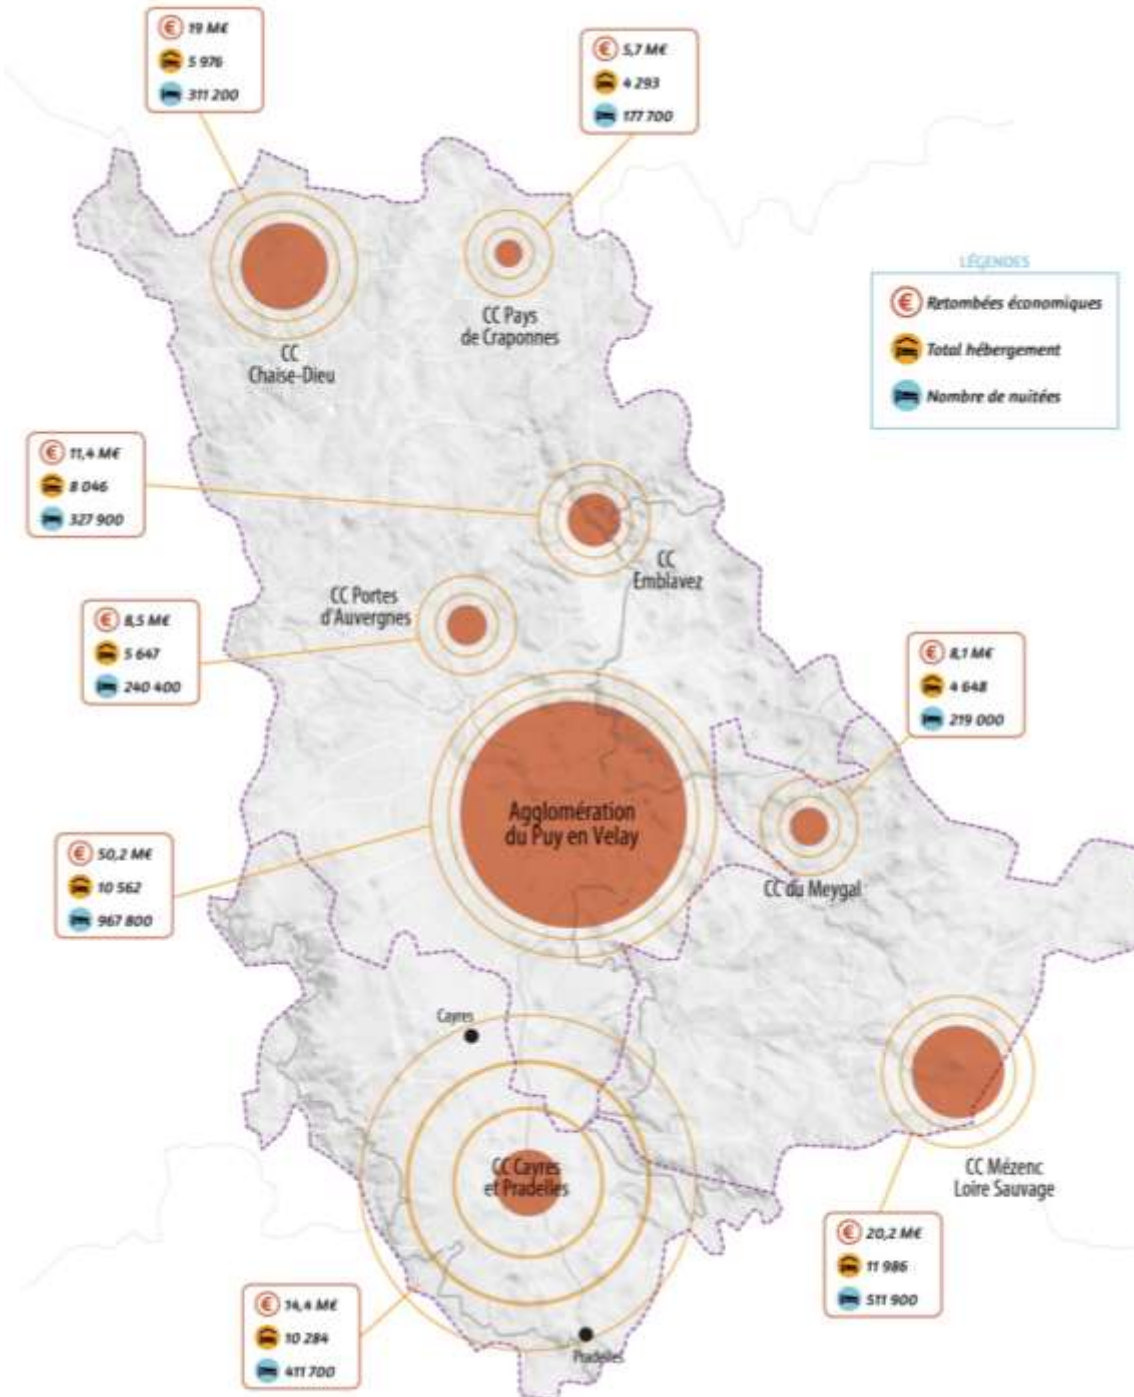 19 M€
5 976
311 200
5,7 M€
4 293
177 700
LÉGENDES
Retombées économiques
Total hébergement
Nombre de nuitées
CC Pays
de Craponnes
CC
Chaise-Dieu
11,4 M€
8 046
327 900
CC
Emblavez
CC Portes
d'Auvergnes
8,5 M€
5 647
240 400
8,1 M€
4 648
219 000
Agglomération
du Puy en Velay
50,2 M€
10 562
967 800
CC du Meygal
Cayres
CC Cayres
et Pradelles
CC Mézenc
Loire Sauvage
20,2 M€
11 986
511 900
14,4 M€
10 284
411 700
Pradelles